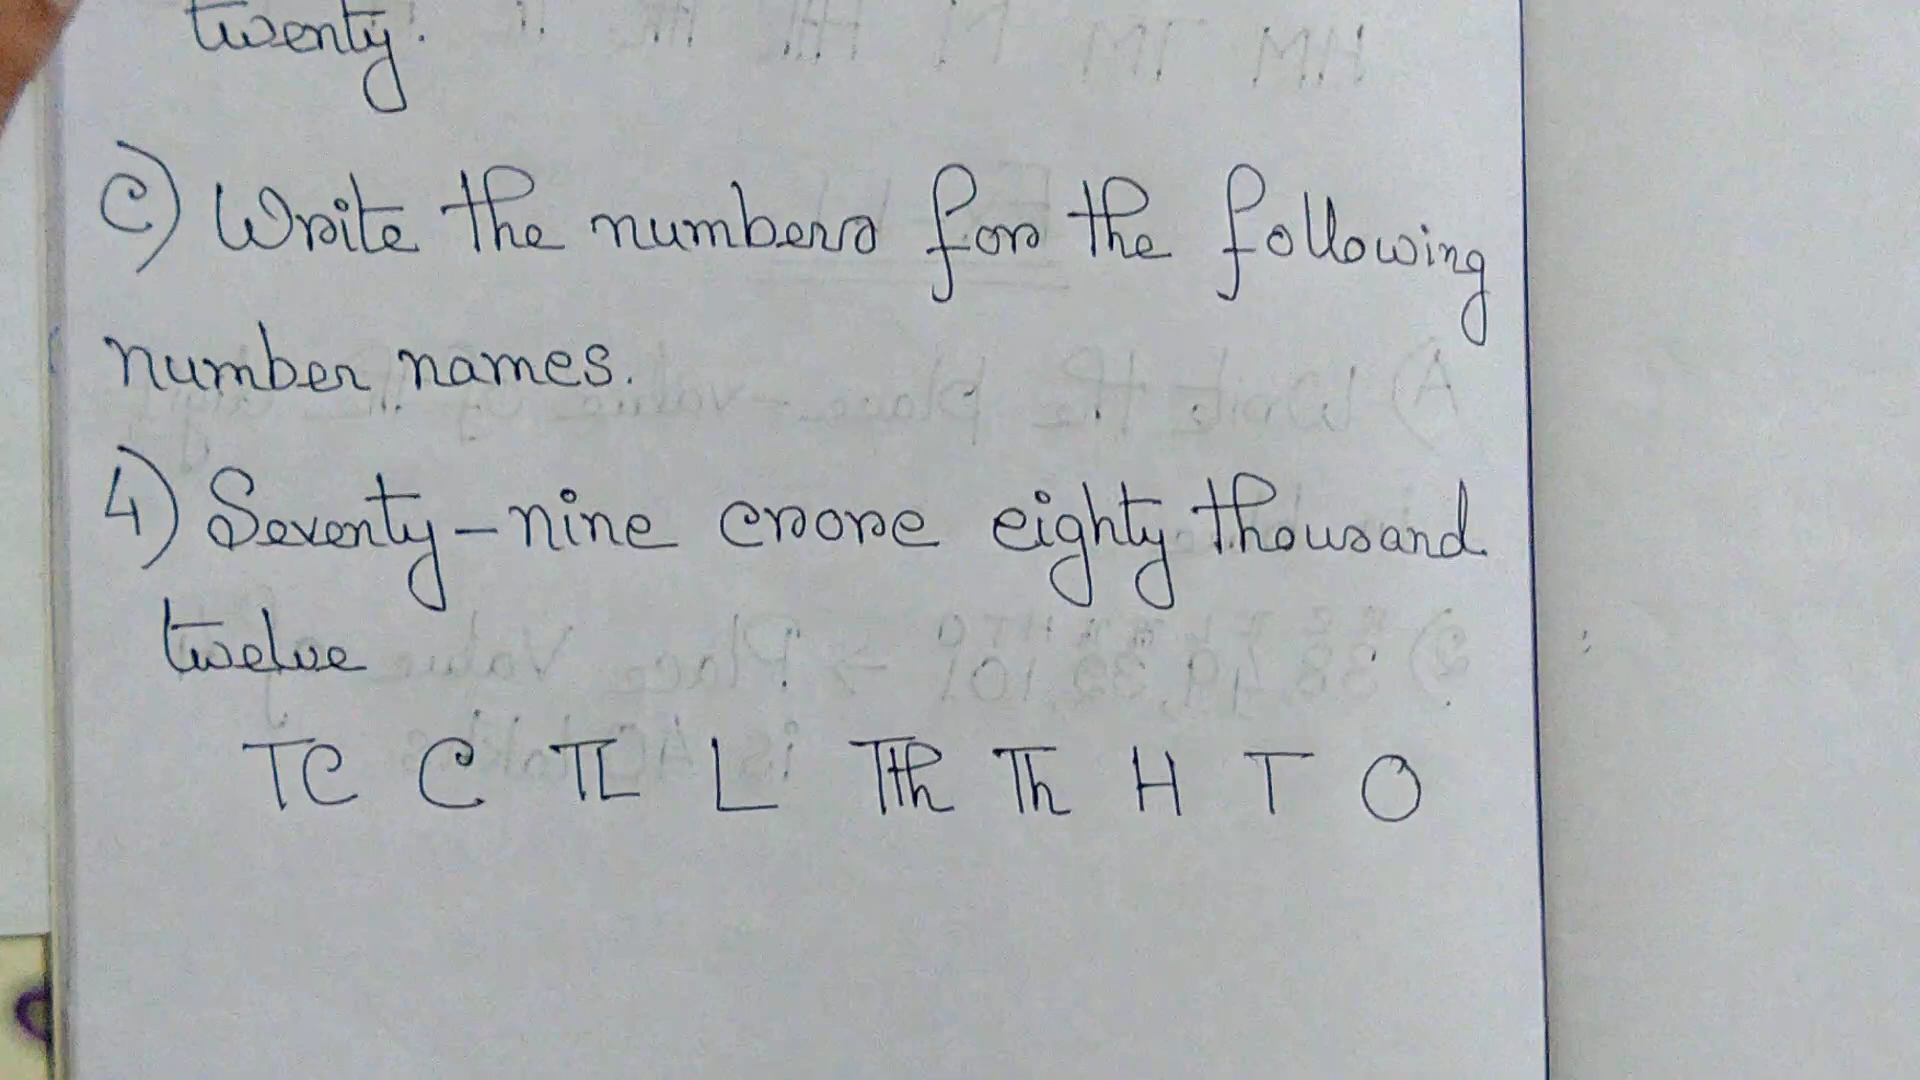 twenty.
C) Write the numbers for the following
number names.
4) Seventy-nine crore eighty thousand
twelve
TC C TL L TTh Th H T O